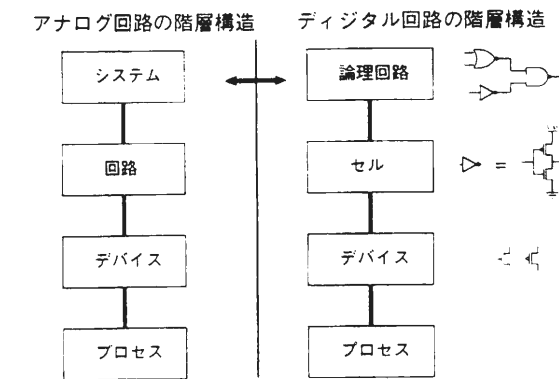 アナログ回路の階層構造
ディジタル回路の階層構造
システム
論理回路
回路
セル
=
デバイス
デバイス
プロセス
プロセス